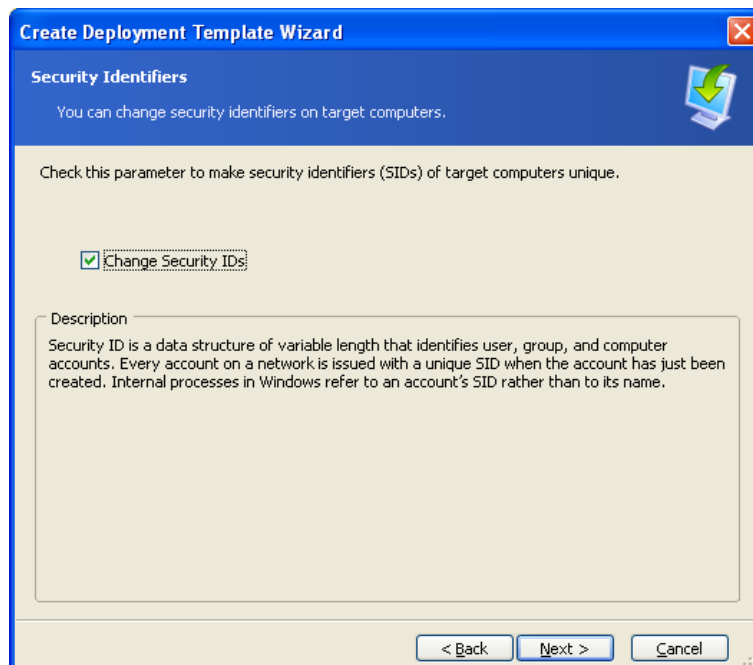 Create Deployment Template Wizard
Security Identifiers
You can change security identifiers on target computers.
Check this parameter to make security identifiers (SIDs) of target computers unique.
Change Security IDs
Description
Security ID is a data structure of variable length that identifies user, group, and computer
accounts. Every account on a network is issued with a unique SID when the account has just been
created. Internal processes in Windows refer to an account's SID rather than to its name.
< Back Next > Cancel